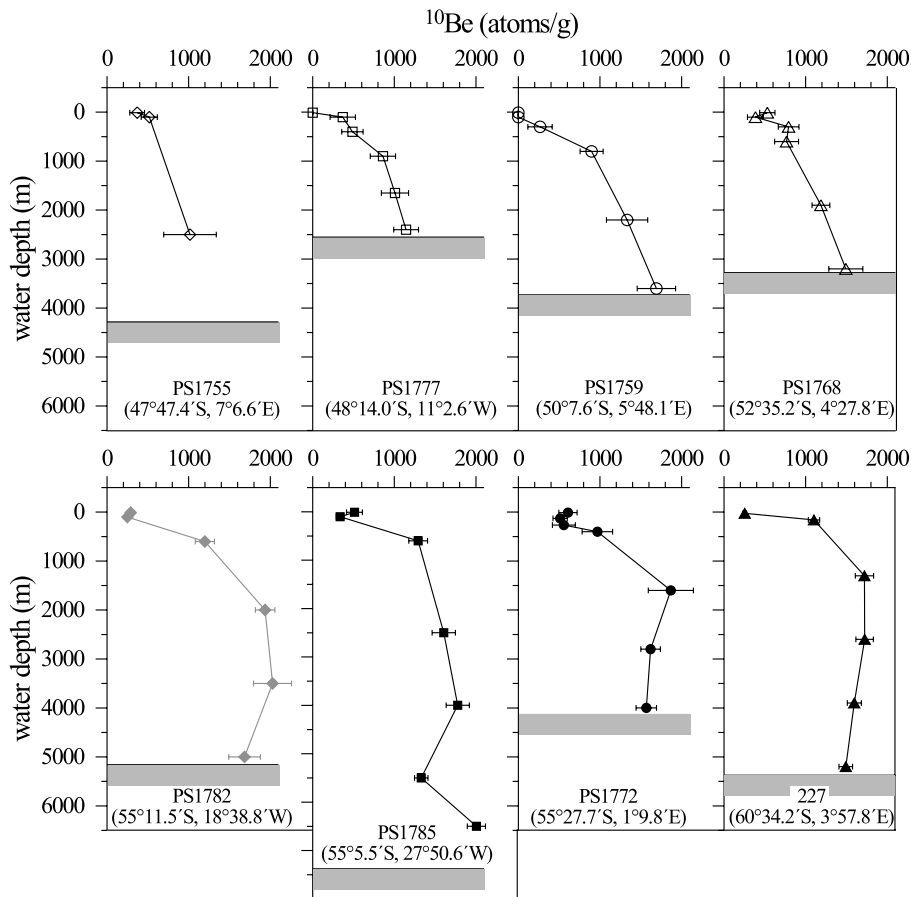 10Be (atoms/g)
0 1000 2000 0 1000 2000 0 1000 2000 0 1000 2000
water depth (m)
0
1000
2000
3000
4000
5000
6000
PS1755
(47°47.4´S, 7°6.6´E)
PS1777
(48°14.0´S, 11°2.6´W)
PS1759
(50°7.6´S, 5°48.1´E)
PS1768
(52°35.2´S, 4°27.8´E)
0 1000 2000 0 1000 2000 0 1000 2000 0 1000 2000
water depth (m)
0
1000
2000
3000
4000
5000
6000
PS1782
(55°11.5´S, 18°38.8´W)
PS1785
(55°5.5´S, 27°50.6´W)
PS1772
(55°27.7´S, 1°9.8´E)
227
(60°34.2´S, 3°57.8´E)